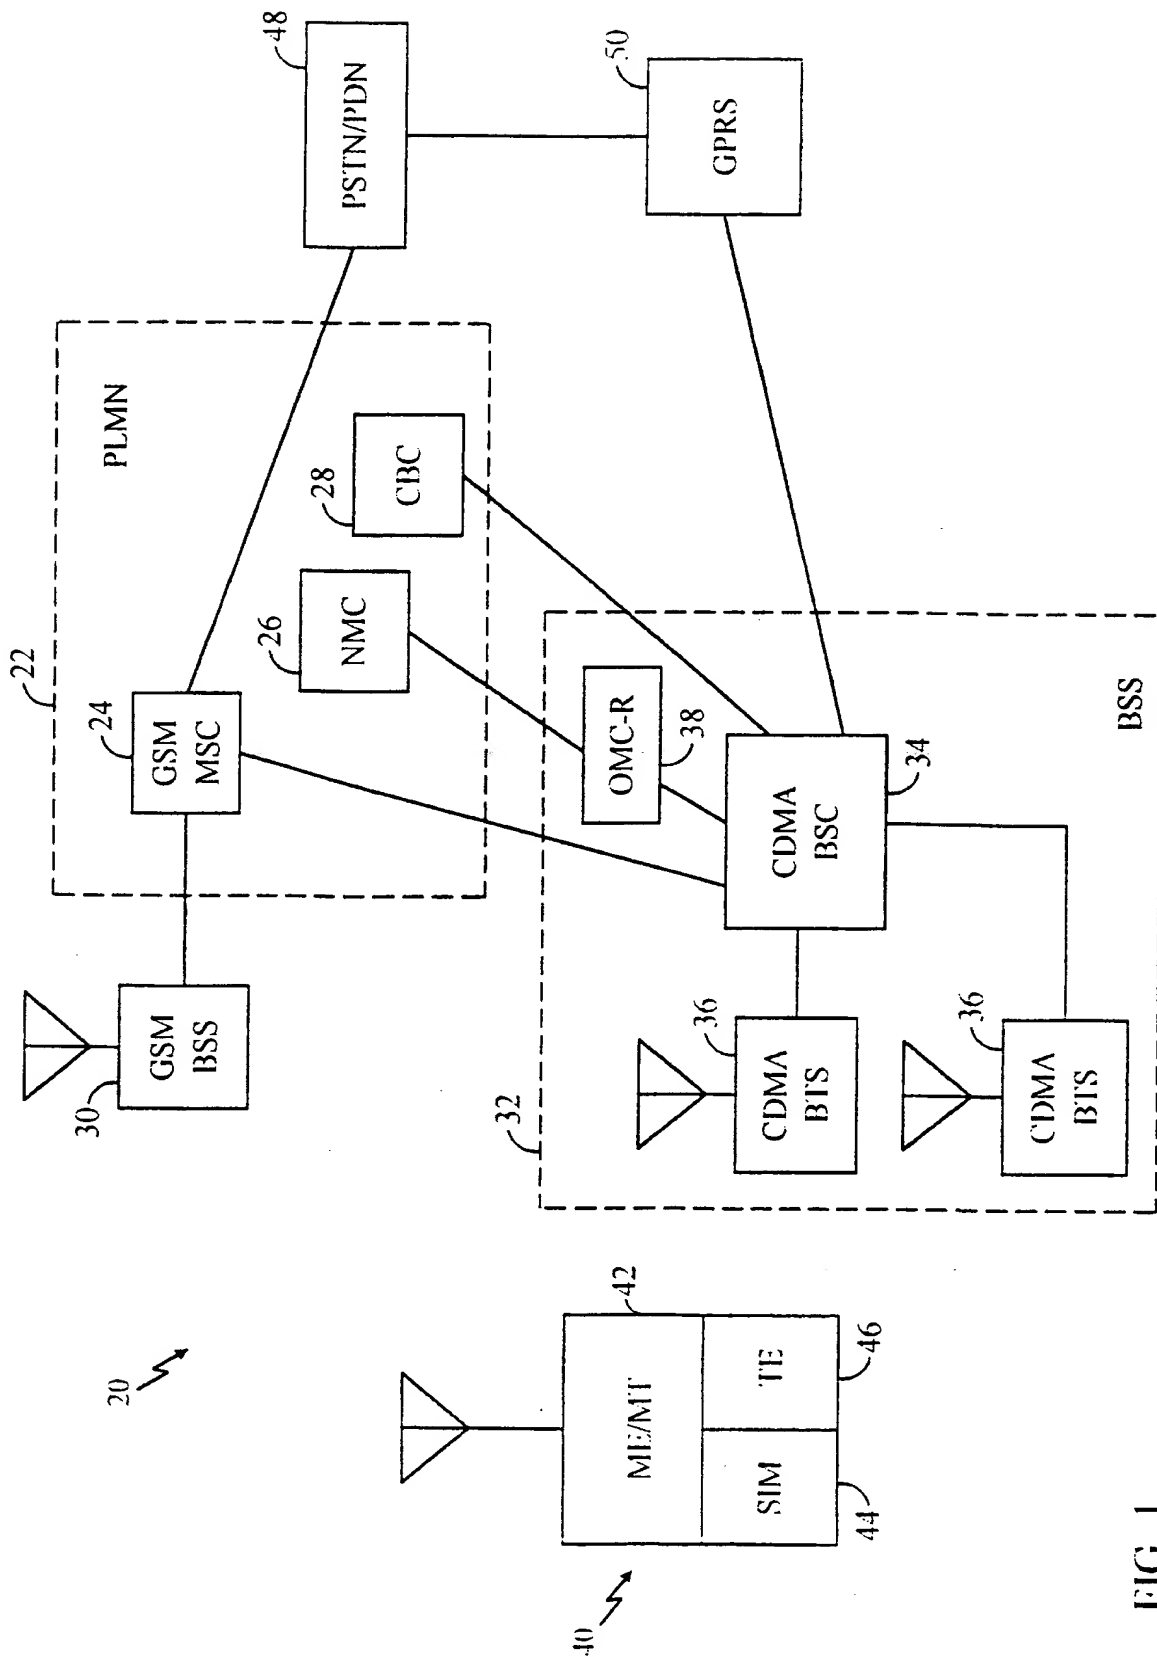 20
40
ME/MT
42
SIM
TE
44
46
30
GSM
BSS
22
PLMN
24
GSM
MSC
26
NMC
28
CBC
48
PSTN/PDN
50
GPRS
32
BSS
OMC-R
38
CDMA
BSC
34
36
CDMA
BTS
36
CDMA
BTS
FIG. 1